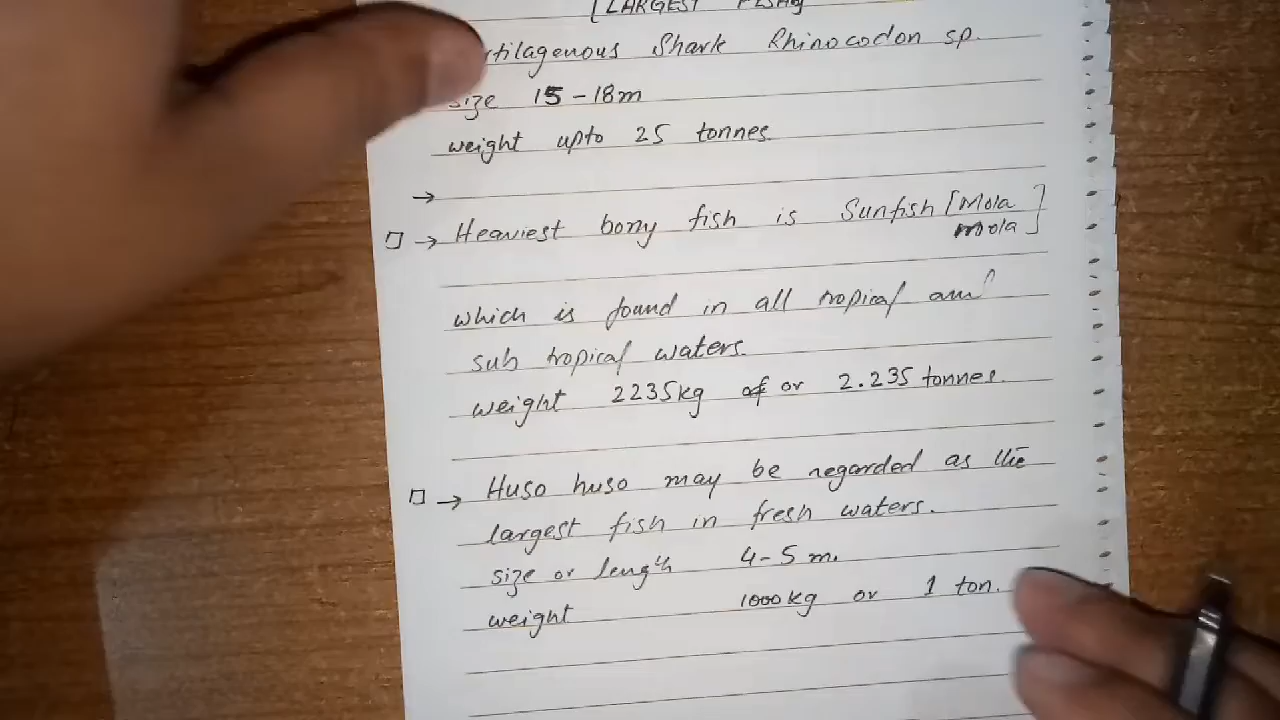 [LARGEST FISH]
tilagenous Shark Rhinocodon sp.
size 15-18m
weight upto 25 tonnes
→
→ Heaviest bony fish is Sunfish [Mola
mola]
which is found in all tropical and
sub tropical waters.
weight 2235kg of or 2.235 tonnes.
→ Huso huso may be regarded as the
largest fish in fresh waters.
size or length 4-5 m.
weight 1000kg or 1 ton.